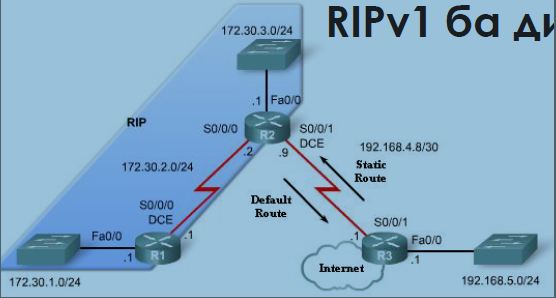 RIPv1 ба ди
172.30.3.0/24
.1 Fa0/0
RIP
S0/0/0
R2
S0/0/1
DCE
.2
.9
192.168.4.8/30
172.30.2.0/24
Static
Route
Default
Route
S0/0/0
DCE
S0/0/1
Fa0/0
.1
R1
.1
.1
R3
Fa0/0
.1
Internet
172.30.1.0/24
192.168.5.0/24